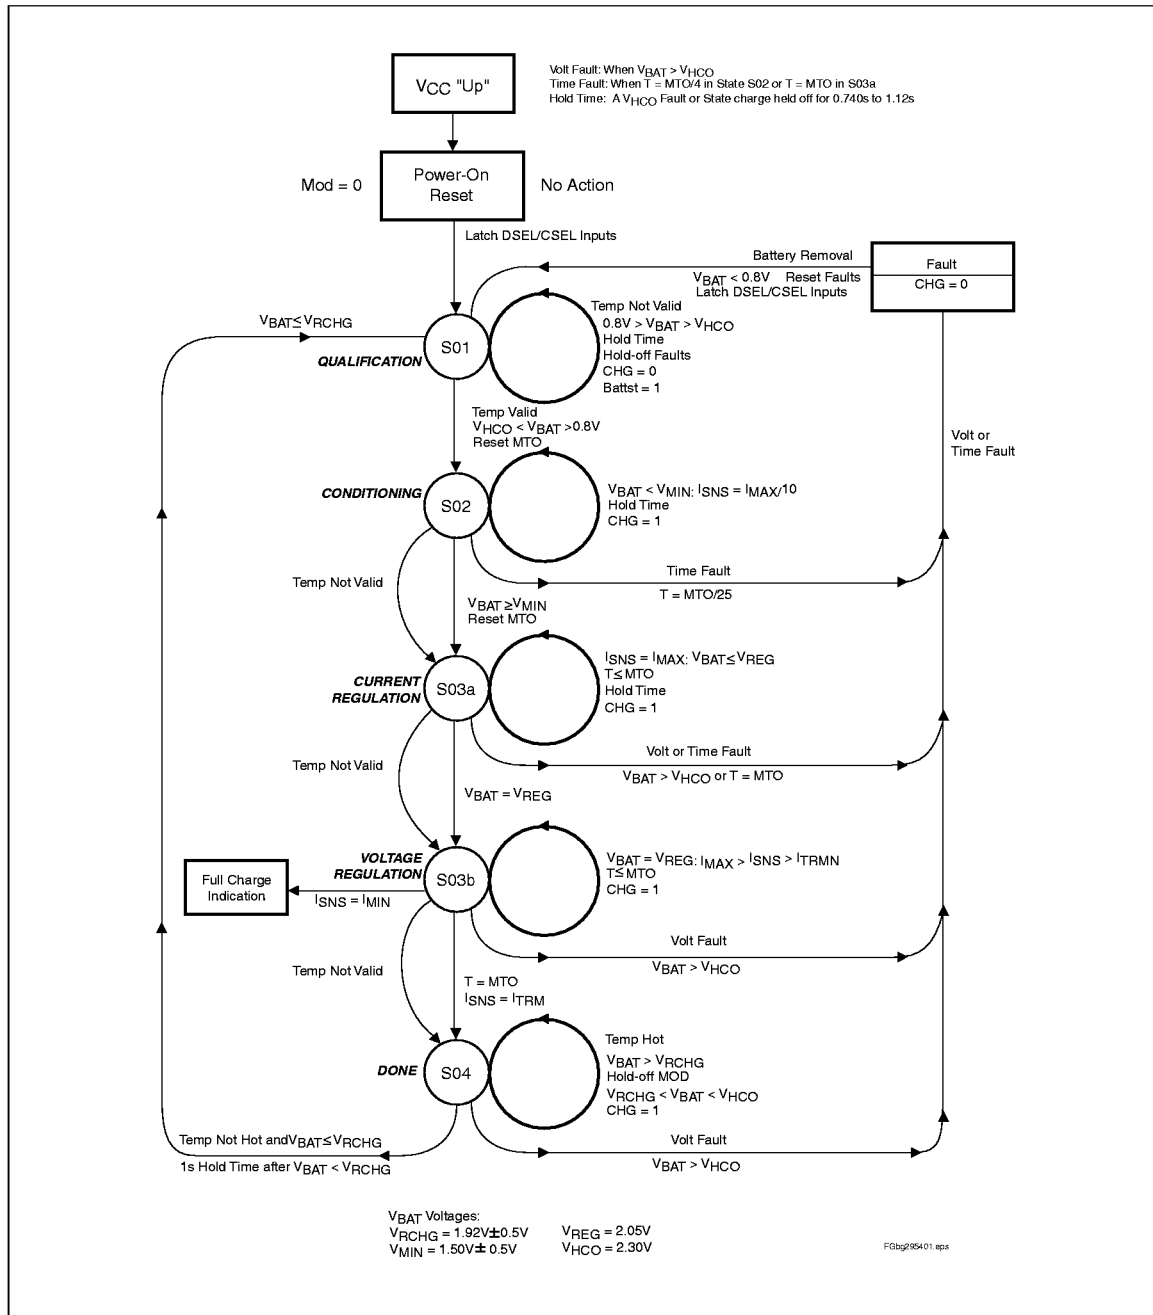 VCC "Up"
Volt Fault: When VBAT > VHCO
Time Fault: When T = MTO/4 in State S02 or T = MTO in S03a
Hold Time: A VHCO Fault or State charge held off for 0.740s to 1.12s
Mod = 0
Power-On
Reset
No Action
Latch DSEL/CSEL Inputs
Battery Removal
VBAT < 0.8V Reset Faults
Latch DSEL/CSEL Inputs
Fault
CHG = 0
VBAT≤VRCHG
S01
QUALIFICATION
Temp Not Valid
0.8V > VBAT > VHCO
Hold Time
Hold-off Faults
CHG = 0
Battst = 1
Temp Valid
VHCO < VBAT >0.8V
Reset MTO
Volt or
Time Fault
CONDITIONING
S02
VBAT < VMIN: ISNS = IMAX/10
Hold Time
CHG = 1
Temp Not Valid
Time Fault
T = MTO/25
VBAT ≥VMIN
Reset MTO
CURRENT
REGULATION
S03a
ISNS = IMAX: VBAT≤VREG
T≤MTO
Hold Time
CHG = 1
Temp Not Valid
Volt or Time Fault
VBAT > VHCO or T = MTO
VBAT = VREG
VOLTAGE
REGULATION
S03b
VBAT = VREG: IMAX > ISNS > ITRMN
T≤MTO
CHG = 1
Full Charge
Indication
ISNS = IMIN
Temp Not Valid
Volt Fault
VBAT > VHCO
T = MTO
ISNS = ITRM
DONE
S04
Temp Hot
VBAT > VRCHG
Hold-off MOD
VRCHG < VBAT < VHCO
CHG = 1
Temp Not Hot andVBAT≤VRCHG
1s Hold Time after VBAT < VRCHG
Volt Fault
VBAT > VHCO
VBAT Voltages:
VRCHG = 1.92V±0.5V VREG = 2.05V
VMIN = 1.50V± 0.5V VHCO = 2.30V
FGbg295401.eps